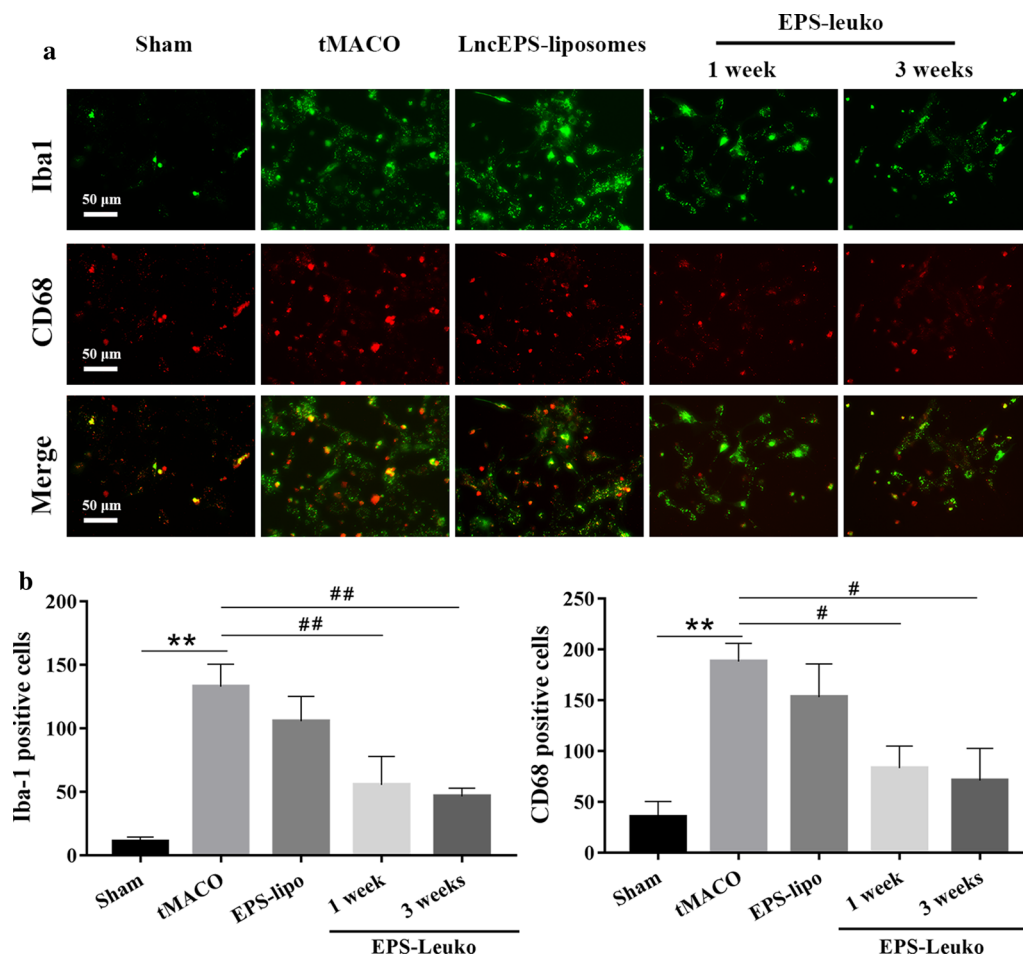 a
Sham
tMACO
LncEPS-liposomes
EPS-leuko
1 week
3 weeks
Iba1
50 μm
CD68
50 μm
Merge
50 μm
b
Iba-1 positive cells
200
150
100
50
0
**
##
##
Sham
tMACO
EPS-lipo
1 week
3 weeks
EPS-Leuko
CD68 positive cells
250
200
150
100
50
0
**
#
#
Sham
tMACO
EPS-lipo
1 week
3 weeks
EPS-Leuko